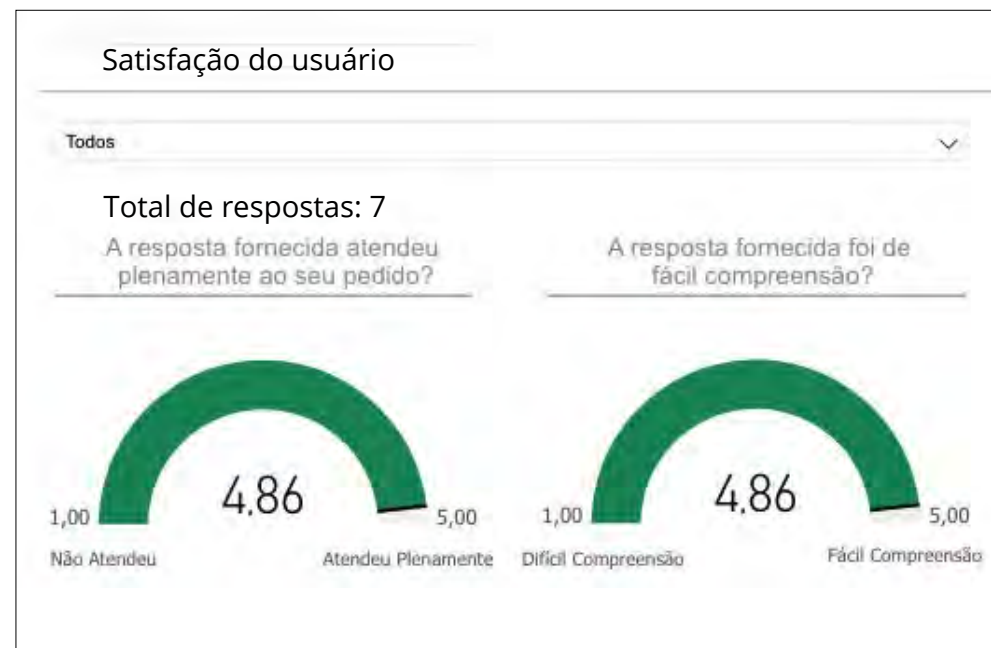 Satisfação do usuário
Todos
Total de respostas: 7
A resposta fornecida atendeu
plenamente ao seu pedido?
1,00
4,86
5,00
Não Atendeu
Atendeu Plenamente
A resposta fornecida foi de
fácil compreensão?
1,00
4,86
5,00
Difícil Compreensão
Fácil Compreensão